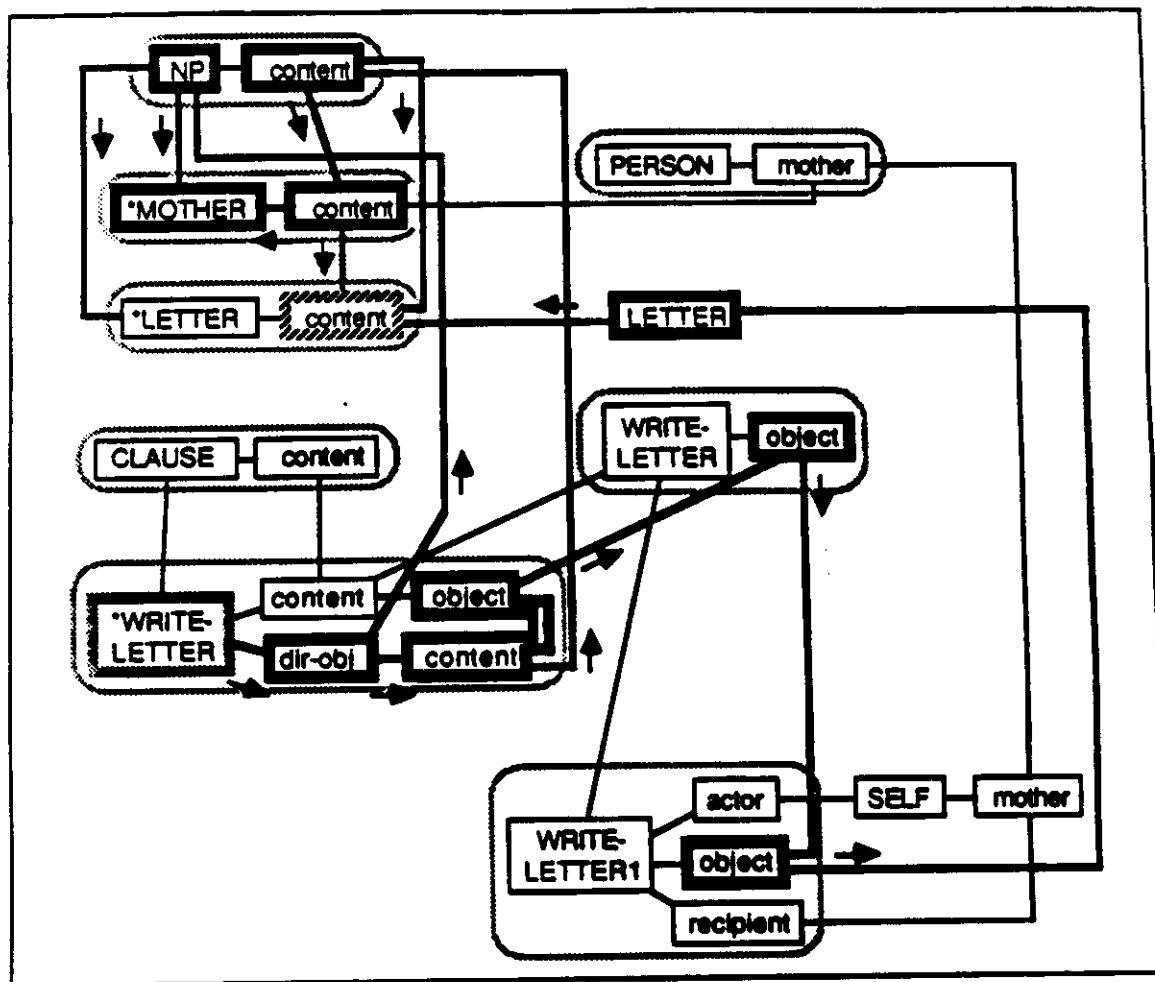 NP content
PERSON mother
*MOTHER content
*LETTER content LETTER
WRITE-
LETTER object
CLAUSE content
content object
*WRITE-
LETTER
dir-obj content
actor SELF mother
WRITE-
LETTER1 object
recipient